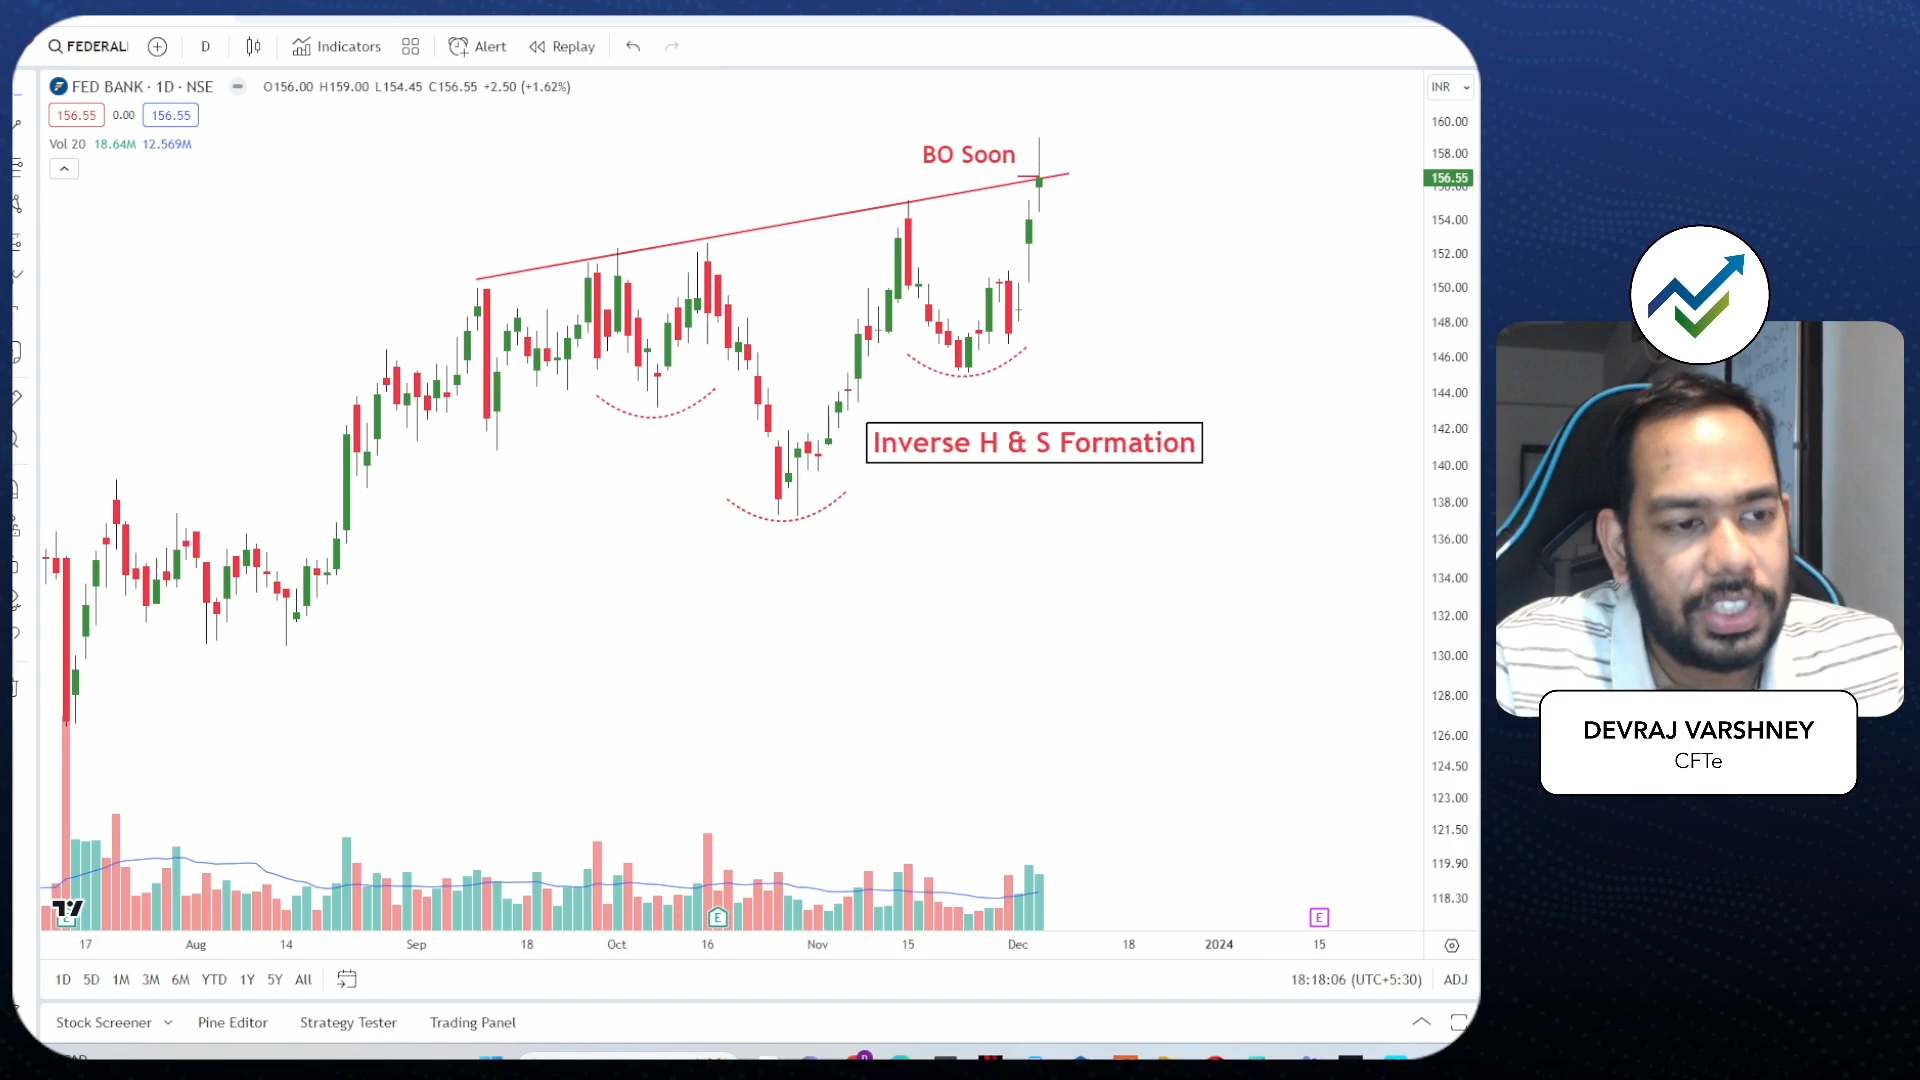 FEDERAL
D
Indicators
Alert
Replay
FED BANK · 1D · NSE
O156.00 H159.00 L154.45 C156.55 +2.50 (+1.62%)
INR
156.55 0.00 156.55
Vol 20 18.64M 12.569M
BO Soon
Inverse H & S Formation
160.00
158.00
156.55
156.00
154.00
152.00
150.00
148.00
146.00
144.00
142.00
140.00
138.00
136.00
134.00
132.00
130.00
128.00
126.00
124.50
123.00
121.50
119.90
118.30
E
E
E
17 Aug 14 Sep 18 Oct 16 Nov 15 Dec 18 2024 15
1D 5D 1M 3M 6M YTD 1Y 5Y All
18:18:06 (UTC+5:30) ADJ
Stock Screener Pine Editor Strategy Tester Trading Panel
DEVRAJ VARSHNEY
CFTe